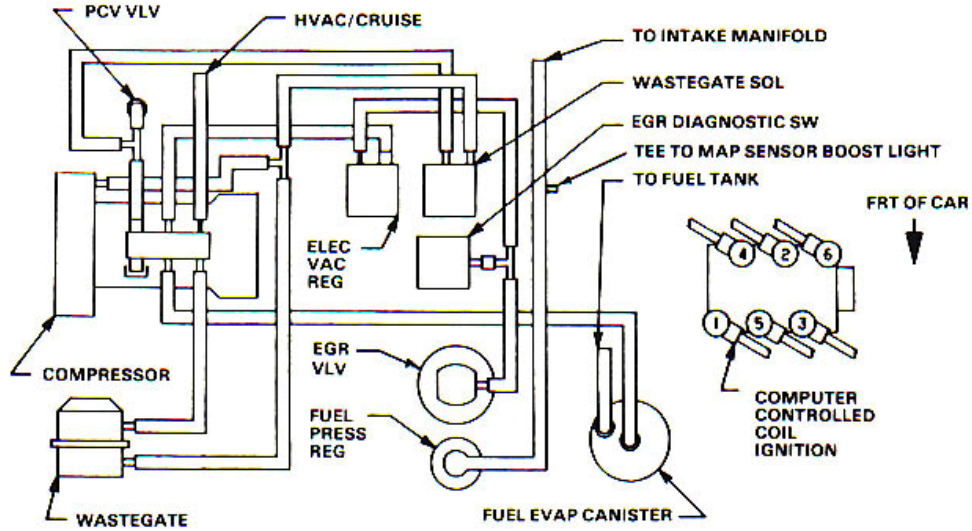 PCV VLV
HVAC/CRUISE
TO INTAKE MANIFOLD
WASTEGATE SOL
EGR DIAGNOSTIC SW
TEE TO MAP SENSOR BOOST LIGHT
TO FUEL TANK
FRT OF CAR
ELEC
VAC
REG
4
2
6
1
5
3
COMPRESSOR
EGR
VLV
FUEL
PRESS
REG
COMPUTER
CONTROLLED
COIL
IGNITION
WASTEGATE
FUEL EVAP CANISTER